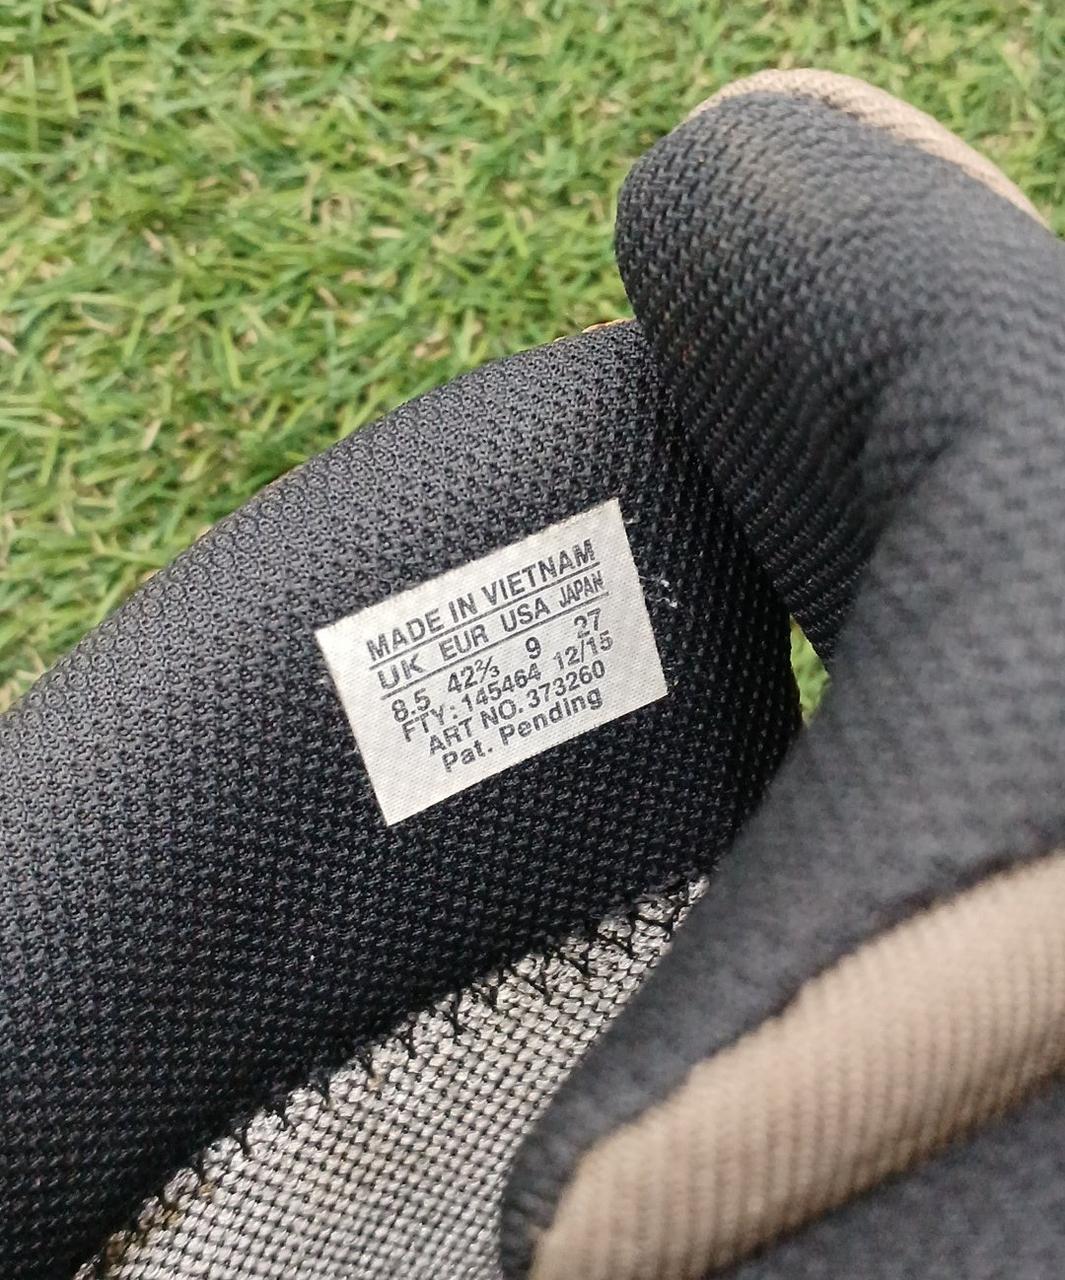 MADE IN VIETNAM
UK EUR USA JAPAN
8.5 42⅔ 9 27
FTY: 145464 12/15
ART NO. 373260
Pat. Pending